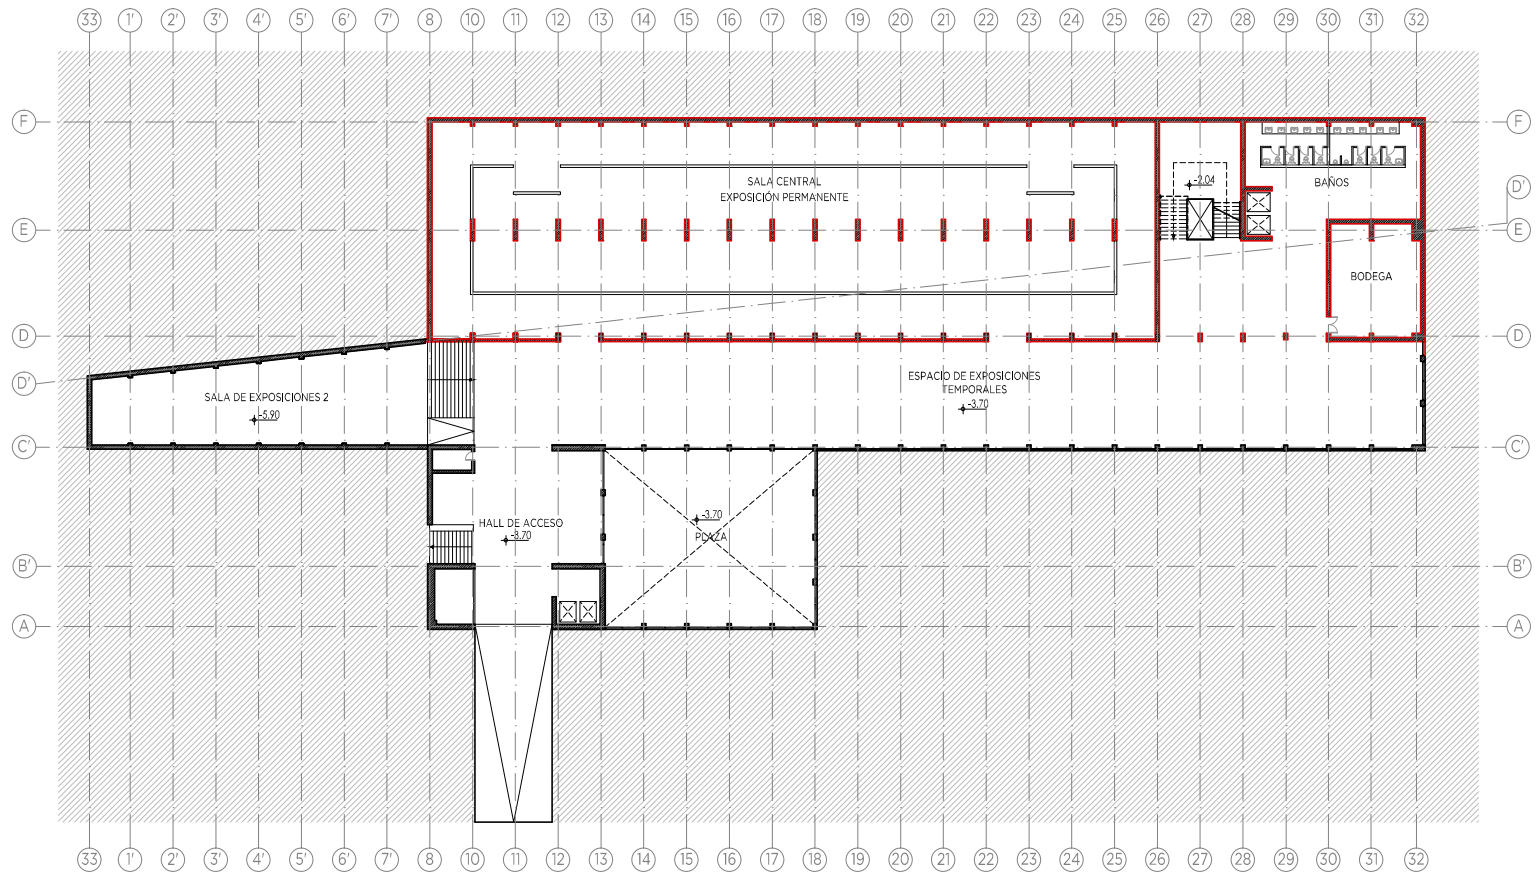 33 1' 2' 3' 4' 5' 6' 7' 8 10 11 12 13 14 15 16 17 18 19 20 21 22 23 24 25 26 27 28 29 30 31 32
F F
SALA CENTRAL
EXPOSICIÓN PERMANENTE
-2.04
BAÑOS
D'
E E
BODEGA
D D
ESPACIO DE EXPOSICIONES
TEMPORALES
-3.70
D'
SALA DE EXPOSICIONES 2
-5.90
C' C'
-3.70
PLAZA
HALL DE ACCESO
-3.70
B' B'
A A
33 1' 2' 3' 4' 5' 6' 7' 8 10 11 12 13 14 15 16 17 18 19 20 21 22 23 24 25 26 27 28 29 30 31 32